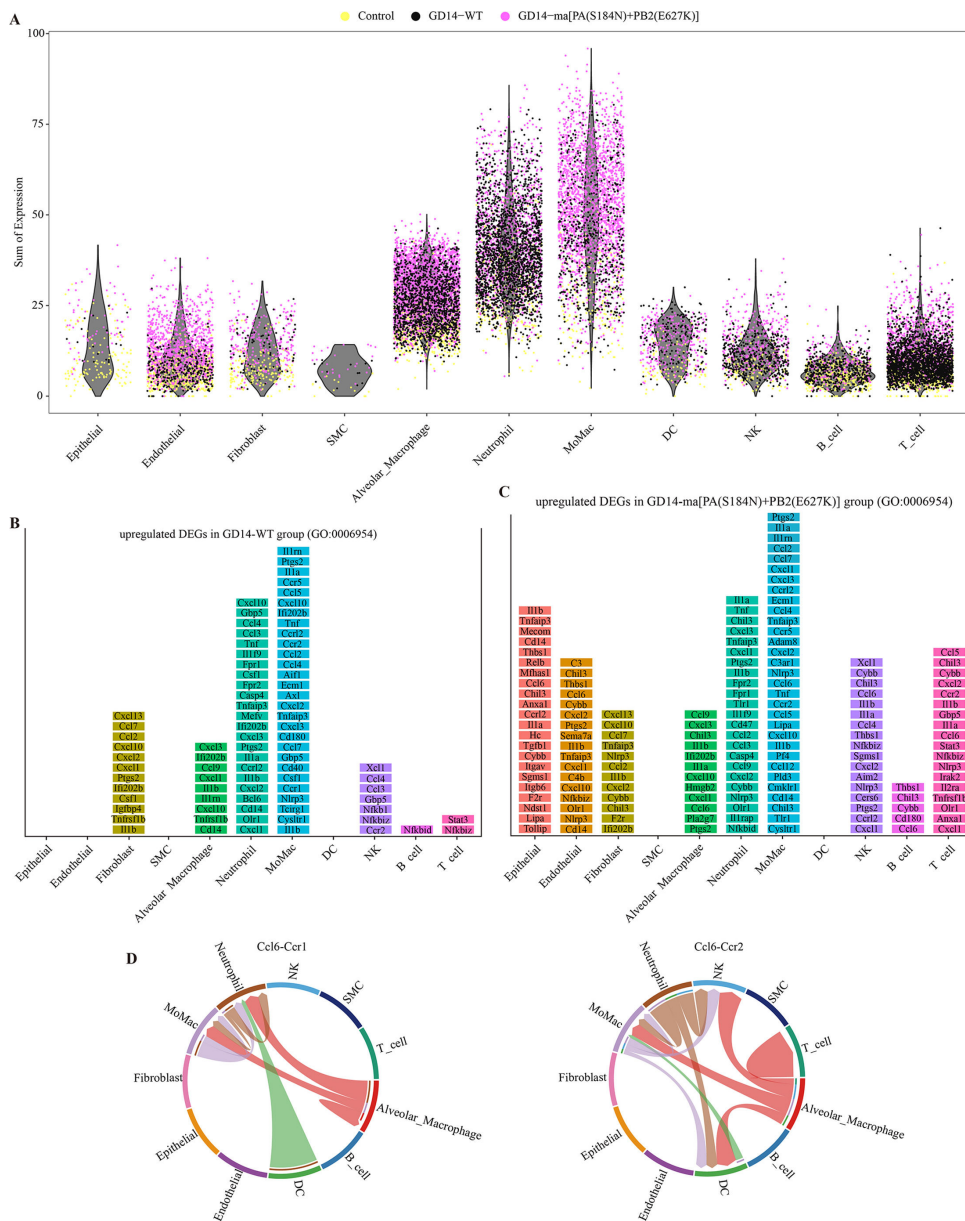 A
Control
GD14−WT
GD14−ma[PA(S184N)+PB2(E627K)]
Sum of Expression
100
75
50
25
0
Epithelial
Endothelial
Fibroblast
SMC
Alveolar_Macrophage
Neutrophil
MoMac
DC
NK
B_cell
T_cell
B
upregulated DEGs in GD14-WT group (GO:0006954)
Cxcl13
Ccl7
Ccl2
Cxcl10
Cxcl2
Cxcl1
Ptgs2
Ifi202b
Csf1
Igfbp4
Tnfrsf1b
Il1b
Cxcl3
Ifi202b
Ccl9
Cxcl1
Il1b
Il1rn
Cxcl10
Tnfrsf1b
Cd14
Cxcl10
Gbp5
Ccl4
Ccl3
Tnf
Il1f9
Fpr1
Csf1
Fpr2
Casp4
Tnfaip3
Mefv
Ifi202b
Cxcl3
Ptgs2
Il1a
Ccrl2
Il1b
Cxcl2
Bcl6
Cd14
Olr1
Cxcl1
Il1rn
Ptgs2
Il1a
Ccr5
Ccl5
Cxcl10
Ifi202b
Tnf
Ccrl2
Ccr2
Ccl2
Ccl4
Aif1
Ecm1
Axl
Cxcl2
Tnfaip3
Cxcl3
Cd180
Ccl7
Gbp5
Cd40
Csf1
Ccr1
Nlrp3
Tcirg1
Cysltr1
Il1b
Xcl1
Ccl4
Ccl3
Gbp5
Nfkb1
Nfkbiz
Ccr2
Nfkbid
Stat3
Nfkbiz
Epithelial
Endothelial
Fibroblast
SMC
Alveolar_Macrophage
Neutrophil
MoMac
DC
NK
B_cell
T_cell
C
upregulated DEGs in GD14-ma[PA(S184N)+PB2(E627K)] group (GO:0006954)
Il1b
Tnfaip3
Mecom
Cd14
Thbs1
Relb
Mfhas1
Ccl6
Chil3
Anxa1
Ccrl2
Il1a
Hc
Tgfb1
Cybb
Itgav
Sgms1
Itgb6
F2r
Ndst1
Lipa
Tollip
C3
Chil3
Thbs1
Ccl6
Cybb
Cxcl2
Ptgs2
Sema7a
Il1b
Tnfaip3
Cxcl1
C4b
Cxcl10
Nfkbiz
Olr1
Nlrp3
Cd14
Cxcl13
Cxcl10
Ccl7
Tnfaip3
Nlrp3
Ccl2
Il1b
Cxcl2
Cybb
Chil3
F2r
Ifi202b
Ccl9
Cxcl3
Chil3
Il1b
Ifi202b
Il1a
Cxcl10
Hmgb2
Cxcl1
Ccl6
Pla2g7
Ptgs2
Il1a
Tnf
Chil3
Cxcl3
Tnfaip3
Cxcl1
Ptgs2
Il1b
Fpr2
Fpr1
Tlr1
Il1f9
Cd47
Ccl2
Ccl3
Casp4
Ccl9
Cxcl2
Cybb
Nlrp3
Olr1
Il1rap
Nfkbid
Ptgs2
Il1a
Il1rn
Ccl2
Ccl7
Cxcl1
Cxcl3
Ccrl2
Ecm1
Ccl4
Tnfaip3
Ccr5
Adam8
Cxcl2
C3ar1
Nlrp3
Ccl6
Tnf
Ccr2
Ccl5
Lipa
Cxcl10
Il1b
Pf4
Ccl12
Pld3
Cmklr1
Cd14
Chil3
Tlr1
Cysltr1
Xcl1
Cybb
Chil3
Ccl6
Il1b
Il1a
Ccl4
Thbs1
Nfkbiz
Sgms1
Cxcl2
Aim2
Nlrp3
Cers6
Ptgs2
Ccrl2
Cxcl1
Thbs1
Chil3
Cybb
Cd180
Ccl6
Ccl5
Chil3
Cybb
Cxcl2
Ccr2
Il1b
Gbp5
Il1a
Ccl6
Stat3
Nfkbiz
Nlrp3
Irak2
Il2ra
Tnfrsf1b
Olr1
Anxa1
Cxcl1
Epithelial
Endothelial
Fibroblast
SMC
Alveolar_Macrophage
Neutrophil
MoMac
DC
NK
B_cell
T_cell
D
Ccl6-Ccr1
NK
SMC
T_cell
Alveolar_Macrophage
B_cell
DC
Endothelial
Epithelial
Fibroblast
MoMac
Neutrophil
Ccl6-Ccr2
NK
SMC
T_cell
Alveolar_Macrophage
B_cell
DC
Endothelial
Epithelial
Fibroblast
MoMac
Neutrophil